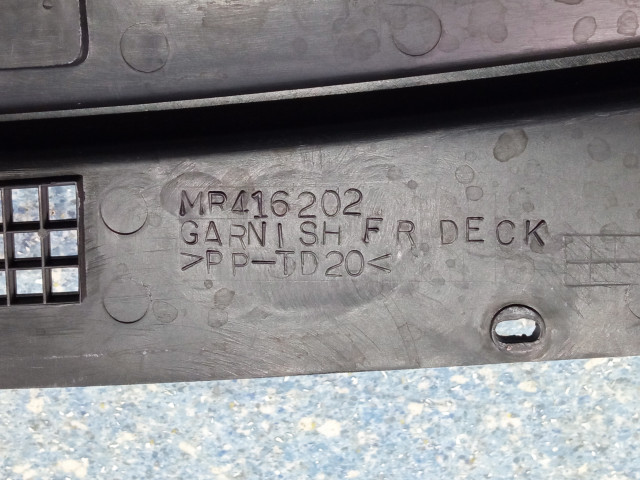 MR416202
GARNISH FR DECK
>PP-TD20<